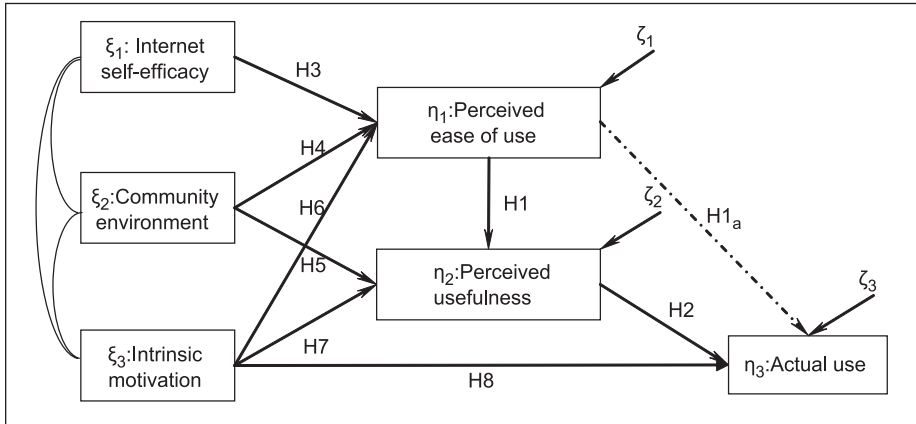 ξ1: Internet
self-efficacy
H3
ζ1
η1:Perceived
ease of use
H4
ξ2:Community
environment
H6
H1
ζ2
H1a
H5
η2:Perceived
usefulness
ζ3
H2
ξ3:Intrinsic
motivation
H7
H8
η3:Actual use